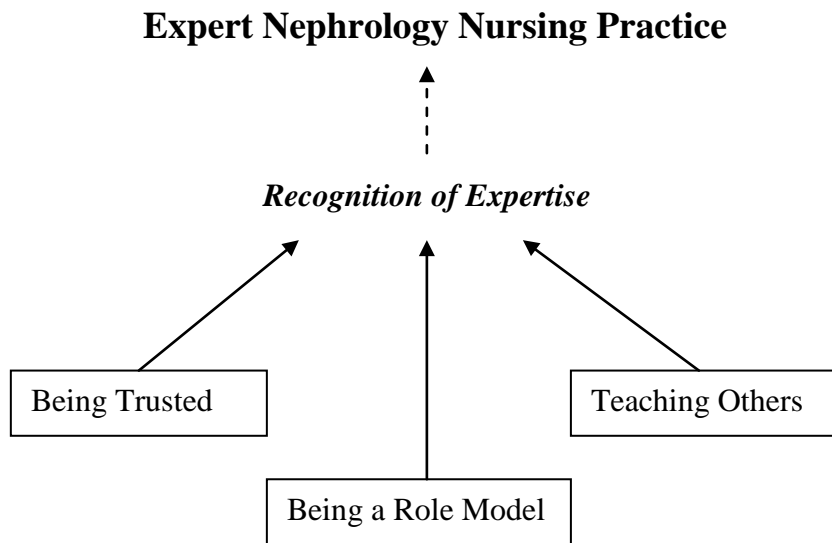 Expert Nephrology Nursing Practice
Recognition of Expertise
Being Trusted
Teaching Others
Being a Role Model